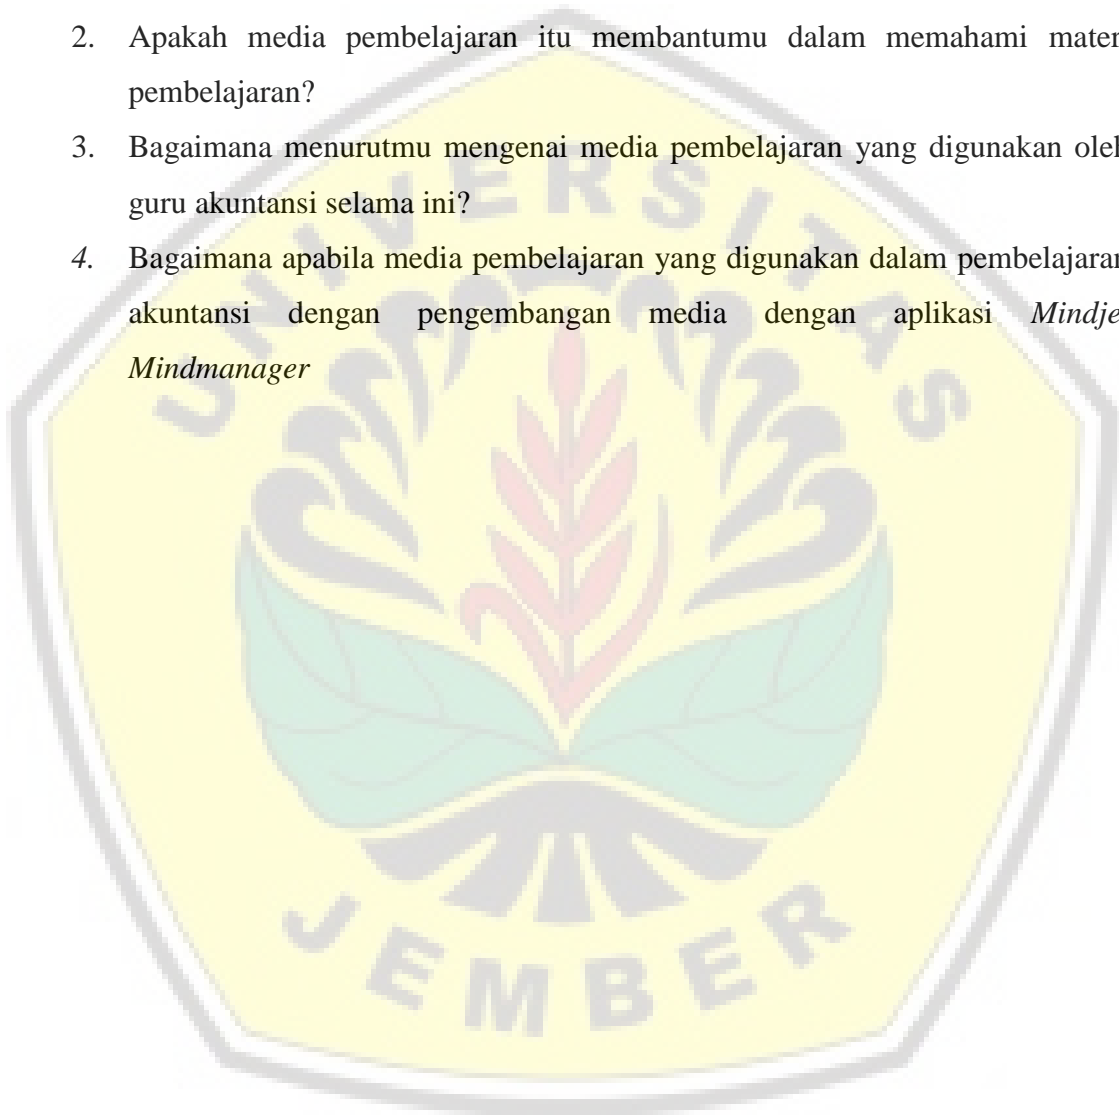 2. Apakah media pembelajaran itu membantumu dalam memahami mater
pembelajaran?
3. Bagaimana menurutmu mengenai media pembelajaran yang digunakan ole
guru akuntansi selama ini?
4. Bagaimana apabila media pembelajaran yang digunakan dalam pembelajaran
akuntansi dengan pengembangan media dengan aplikasi Mindje
Mindmanager
UNIVERSITAS
JEMBER